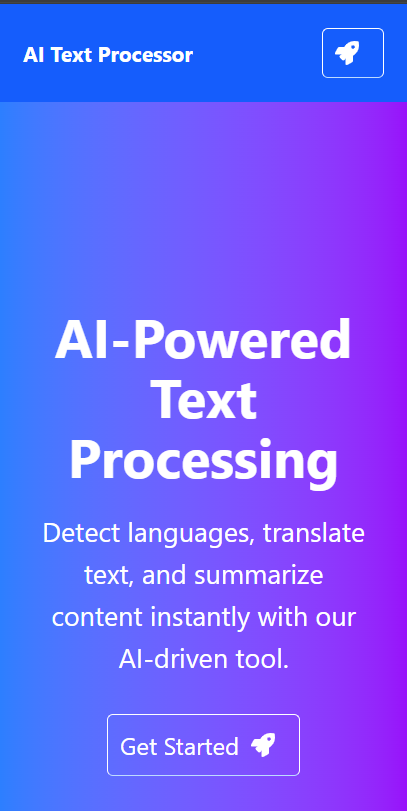 AI Text Processor
AI-Powered
Text
Processing
Detect languages, translate
text, and summarize
content instantly with our
AI-driven tool.
Get Started